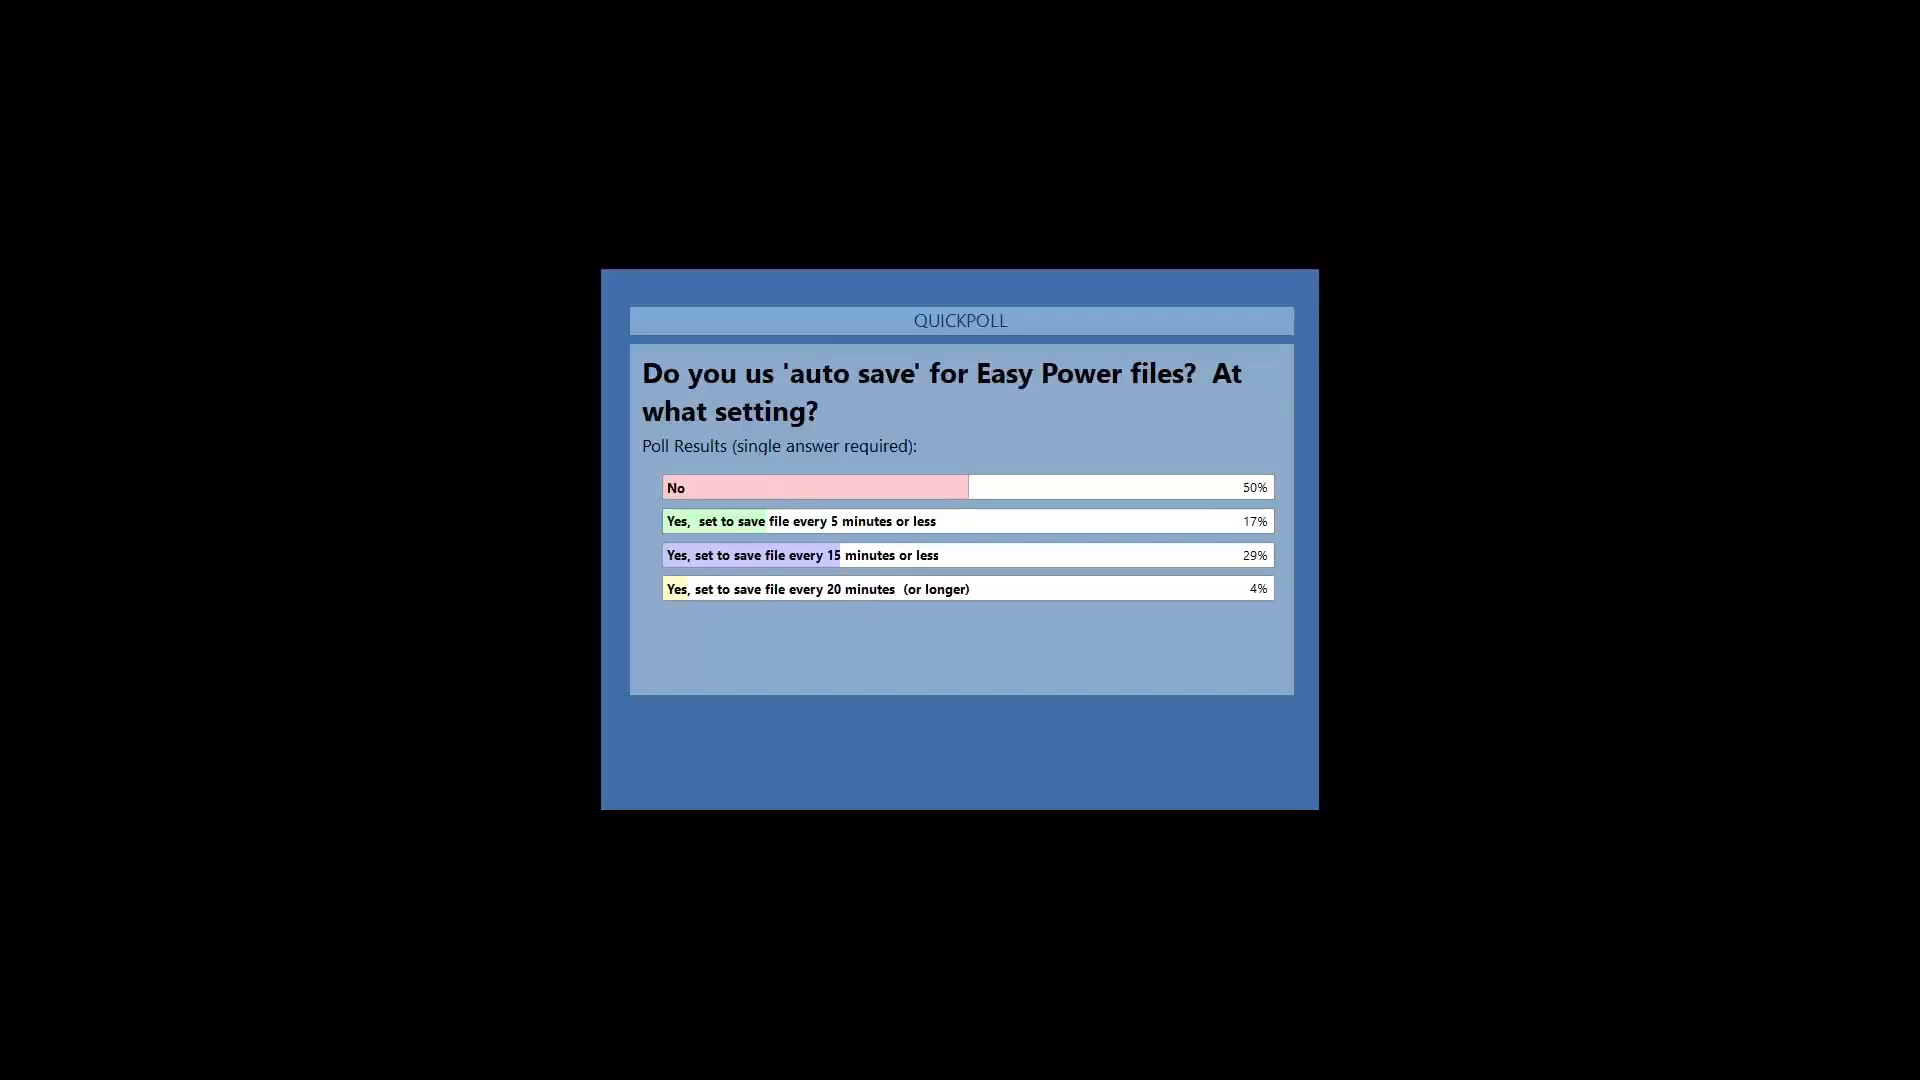 QUICKPOLL
Do you us 'auto save' for Easy Power files?  At
what setting?
Poll Results (single answer required):
No 50%
Yes,  set to save file every 5 minutes or less 17%
Yes, set to save file every 15 minutes or less 29%
Yes, set to save file every 20 minutes  (or longer) 4%